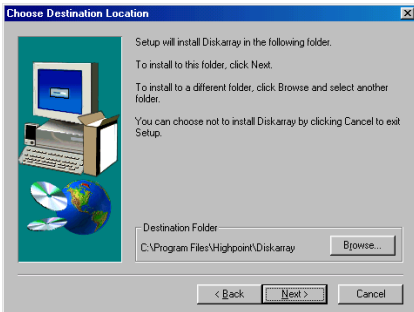 Choose Destination Location
Setup will install Diskarray in the following folder.
To install to this folder, click Next.
To install to a different folder, click Browse and select another
folder.
You can choose not to install Diskarray by clicking Cancel to exit
Setup.
Destination Folder
C:\Program Files\Highpoint\Diskarray
Browse...
< Back
Next >
Cancel